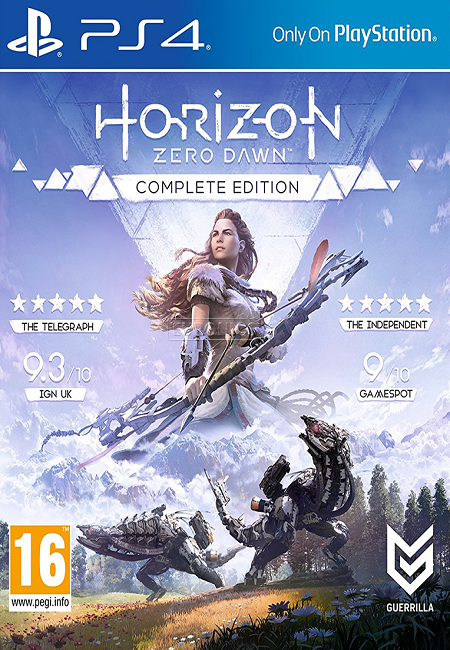 PS4
Only On PlayStation®
HORIZON
ZERO DAWN™
COMPLETE EDITION
★★★★★
THE TELEGRAPH
★★★★★
THE INDEPENDENT
9.3/10
IGN UK
9/10
GAMESPOT
16
www.pegi.info
GUERRILLA